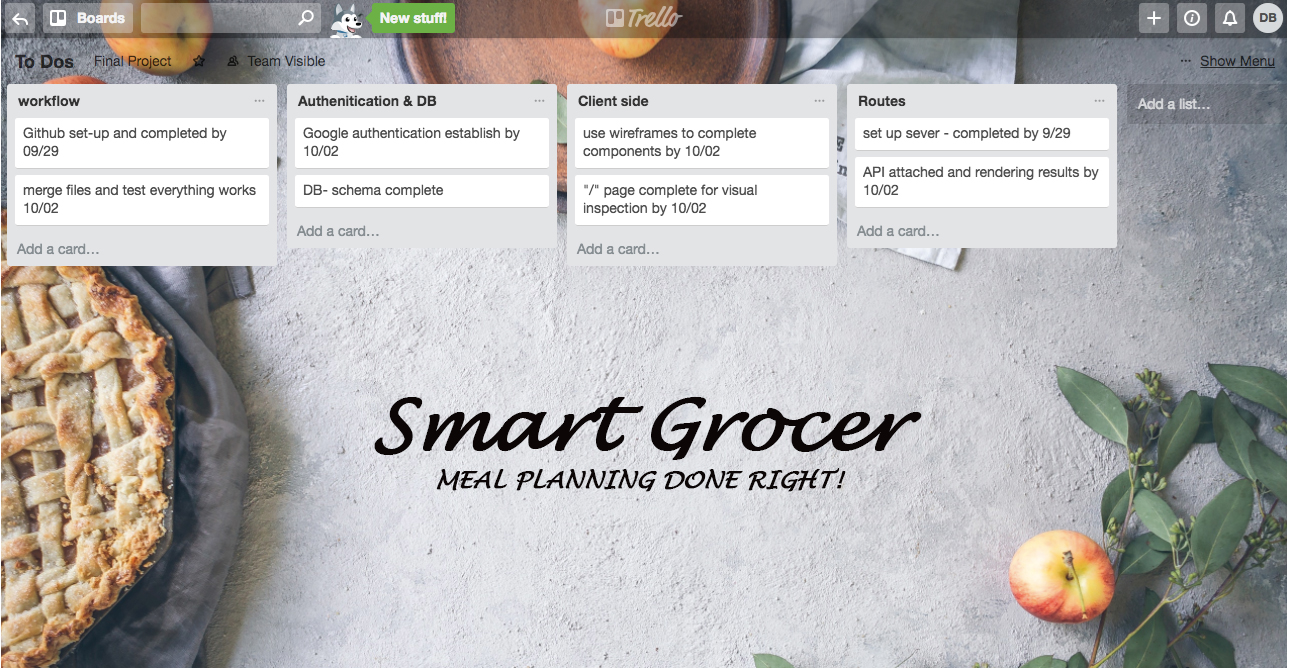 Boards
New stuff!
Trello
DB
To Dos Final Project Team Visible
... Show Menu
workflow ...
Github set-up and completed by
09/29
merge files and test everything works
10/02
Add a card...
Authenitication & DB ...
Google authentication establish by
10/02
DB- schema complete
Add a card...
Client side ...
use wireframes to complete
components by 10/02
"/" page complete for visual
inspection by 10/02
Add a card...
Routes ...
set up sever - completed by 9/29
API attached and rendering results by
10/02
Add a card...
Add a list...
Smart Grocer
MEAL PLANNING DONE RIGHT!